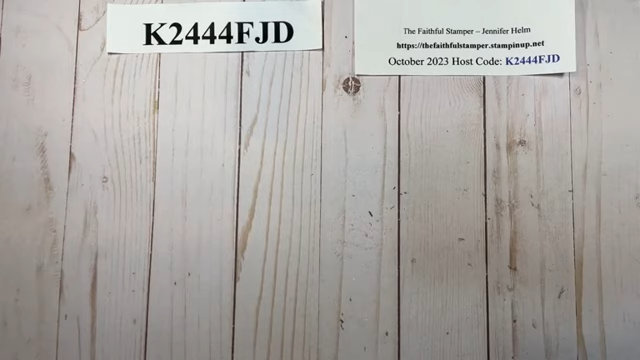 K2444FJD
The Faithful Stamper – Jennifer Helm
https://thefaithfulstamper.stampinup.net
October 2023 Host Code: K2444FJD